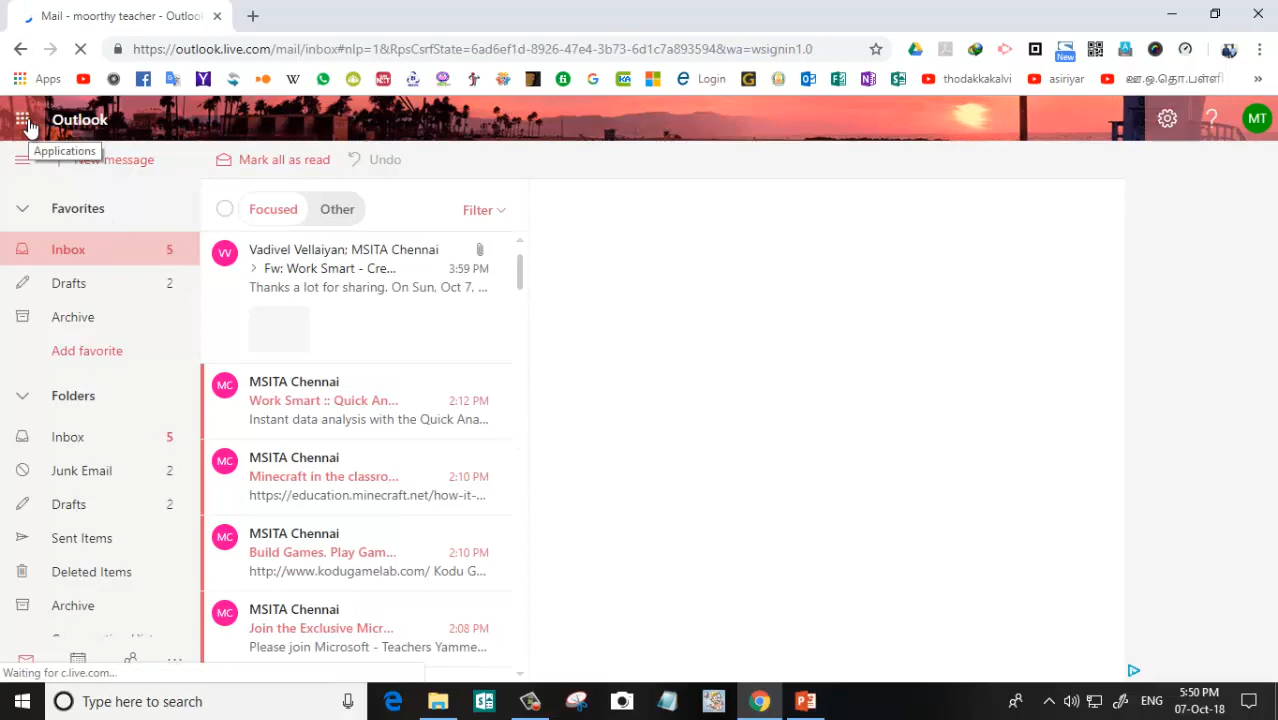 Mail - moorthy teacher - Outlook
https://outlook.live.com/mail/inbox#nlp=1&RpsCsrfState=6ad6ef1d-8926-47e4-3b73-6d1c7a893594&wa=wsignin1.0
New
Apps
Login
thodakkakalvi
asiriyar
ஊ.ஒ.தொ.பள்ளி
Outlook
MT
Applications
New message
Mark all as read
Undo
Favorites
Focused
Other
Filter
Inbox 5
Drafts 2
Archive
Add favorite
Folders
Inbox 5
Junk Email 2
Drafts 2
Sent Items
Deleted Items
Archive
VV
Vadivel Vellaiyan; MSITA Chennai
Fw: Work Smart - Cre... 3:59 PM
Thanks a lot for sharing. On Sun, Oct 7, ...
MC
MSITA Chennai
Work Smart :: Quick An... 2:12 PM
Instant data analysis with the Quick Ana...
MC
MSITA Chennai
Minecraft in the classro... 2:10 PM
https://education.minecraft.net/how-it-...
MC
MSITA Chennai
Build Games. Play Gam... 2:10 PM
http://www.kodugamelab.com/ Kodu G...
MC
MSITA Chennai
Join the Exclusive Micr... 2:08 PM
Please join Microsoft - Teachers Yamme...
Waiting for c.live.com...
Type here to search
ENG
5:50 PM
07-Oct-18